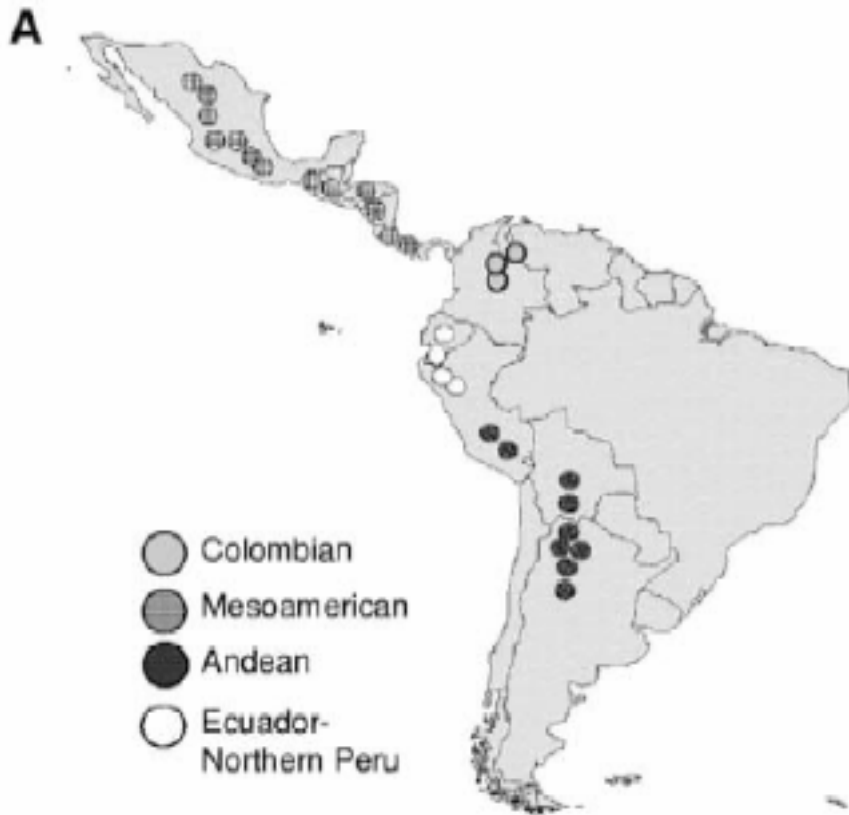 A
Colombian
Mesoamerican
Andean
Ecuador-
Northern Peru